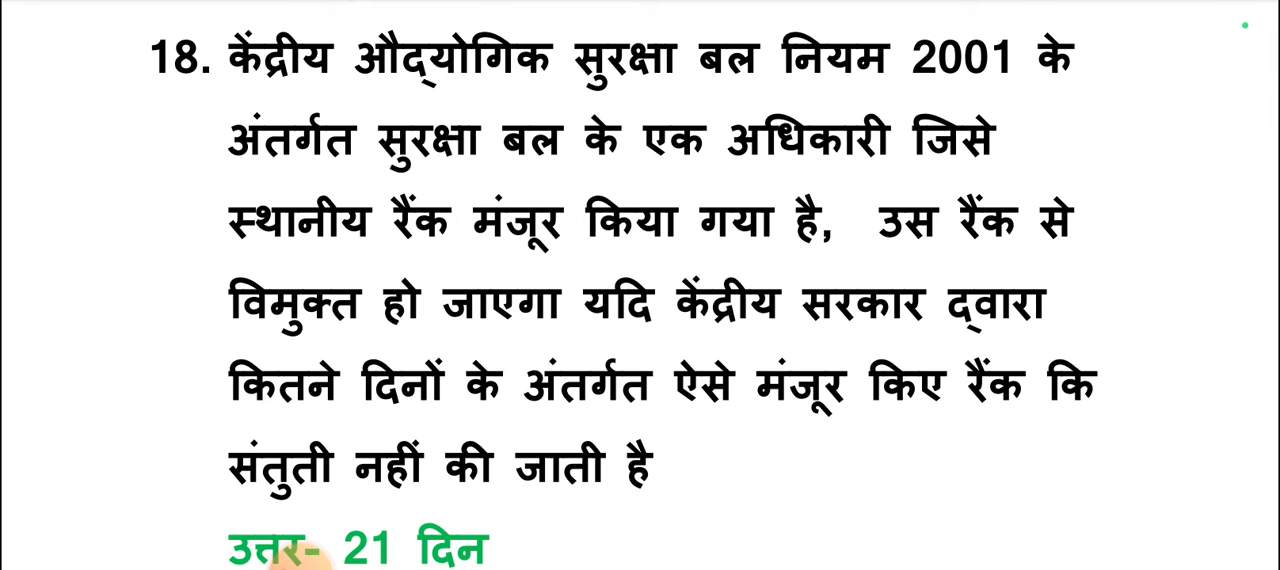 18. केंद्रीय औद्योगिक सुरक्षा बल नियम 2001 के
अंतर्गत सुरक्षा बल के एक अधिकारी जिसे
स्थानीय रैंक मंजूर किया गया है, उस रैंक से
विमुक्त हो जाएगा यदि केंद्रीय सरकार द्वारा
कितने दिनों के अंतर्गत ऐसे मंजूर किए रैंक कि
संतुती नहीं की जाती है
उत्तर- 21 दिन